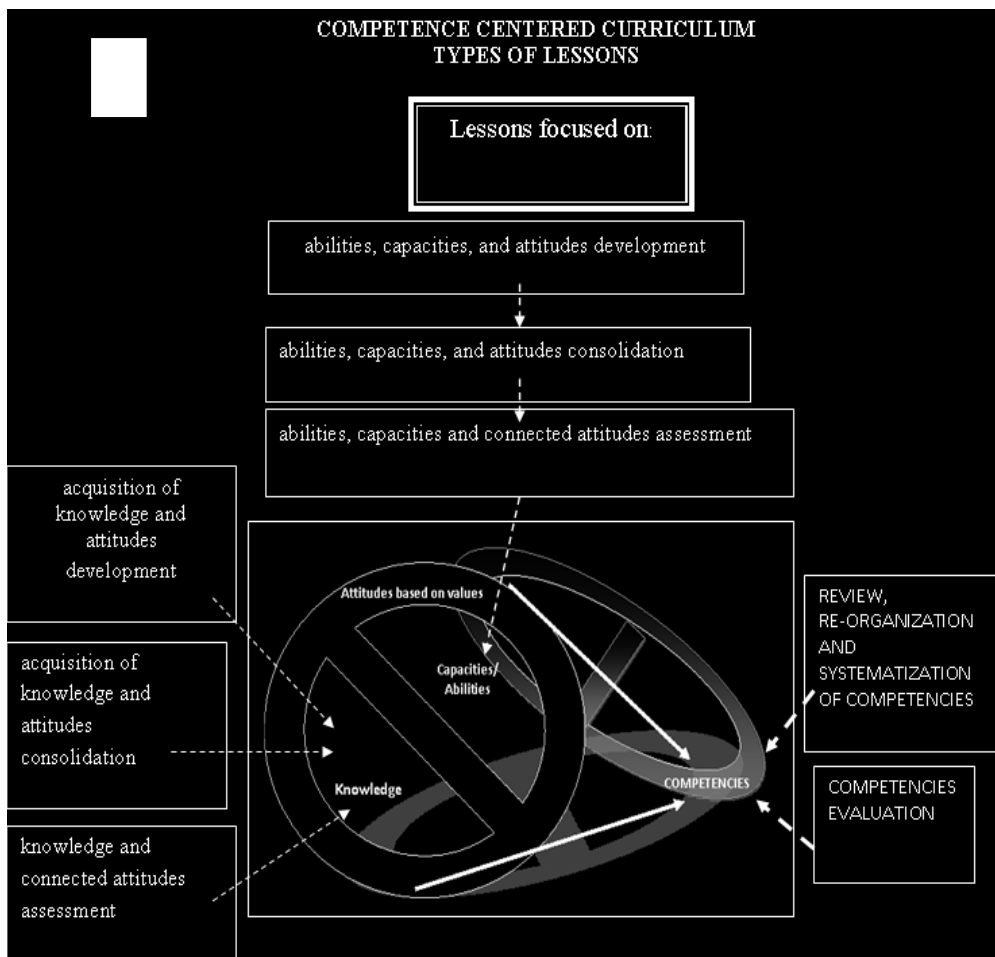 COMPETENCE CENTERED CURRICULUM
TYPES OF LESSONS
Lessons focused on:
abilities, capacities, and attitudes development
abilities, capacities, and attitudes consolidation
abilities, capacities and connected attitudes assessment
acquisition of
knowledge and
attitudes
development
acquisition of
knowledge and
attitudes
consolidation
knowledge and
connected attitudes
assessment
Attitudes based on values
Capacities/
Abilities
Knowledge
COMPETENCIES
REVIEW,
RE-ORGANIZATION
AND
SYSTEMATIZATION
OF COMPETENCIES
COMPETENCIES
EVALUATION